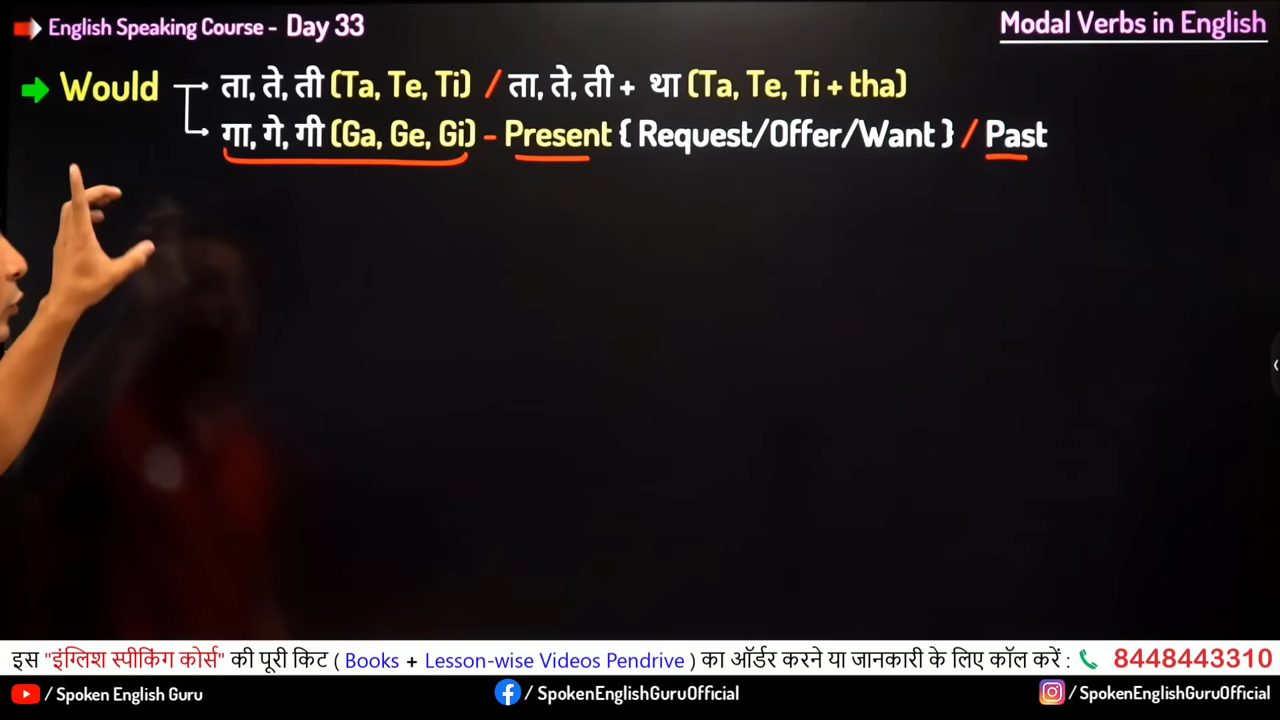 English Speaking Course - Day 33
Modal Verbs in English
Would
ता, ते, ती (Ta, Te, Ti) / ता, ते, ती + था (Ta, Te, Ti + tha)
गा, गे, गी (Ga, Ge, Gi) - Present { Request/Offer/Want } / Past
इस "इंग्लिश स्पीकिंग कोर्स" की पूरी किट ( Books + Lesson-wise Videos Pendrive ) का ऑर्डर करने या जानकारी के लिए कॉल करें : 8448443310
/ Spoken English Guru
/ SpokenEnglishGuruOfficial
/ SpokenEnglishGuruOfficial